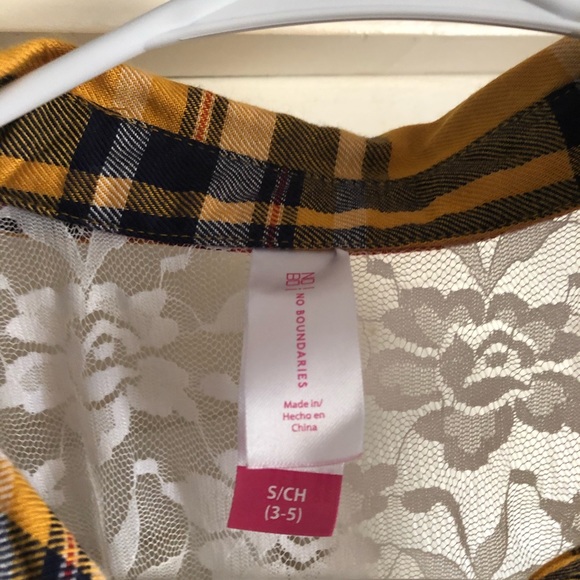 NO
BO
NO BOUNDARIES
Made in/
Hecho en
China
S/CH
(3-5)